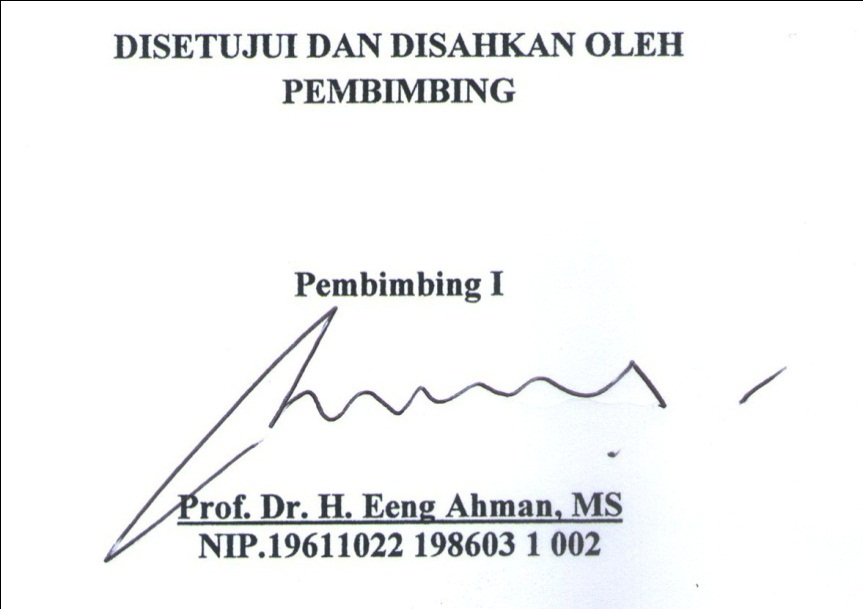 DISETUJUI DAN DISAHKAN OLEH
PEMBIMBING
Pembimbing I
Prof. Dr. H. Eeng Ahman, MS
NIP.19611022 198603 1 002